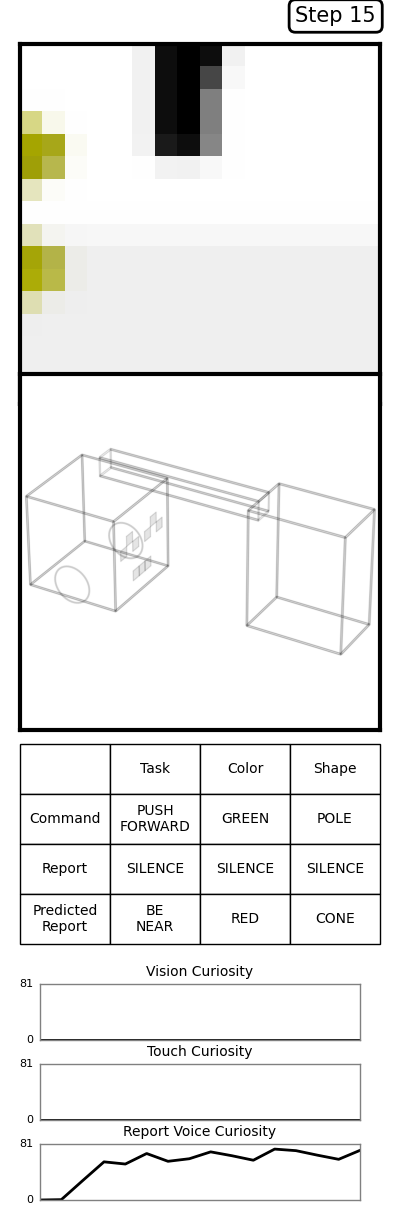 Step 15
Task Color Shape
Command PUSH FORWARD GREEN POLE
Report SILENCE SILENCE SILENCE
Predicted Report BE NEAR RED CONE
Vision Curiosity
81
0
Touch Curiosity
81
0
Report Voice Curiosity
81
0